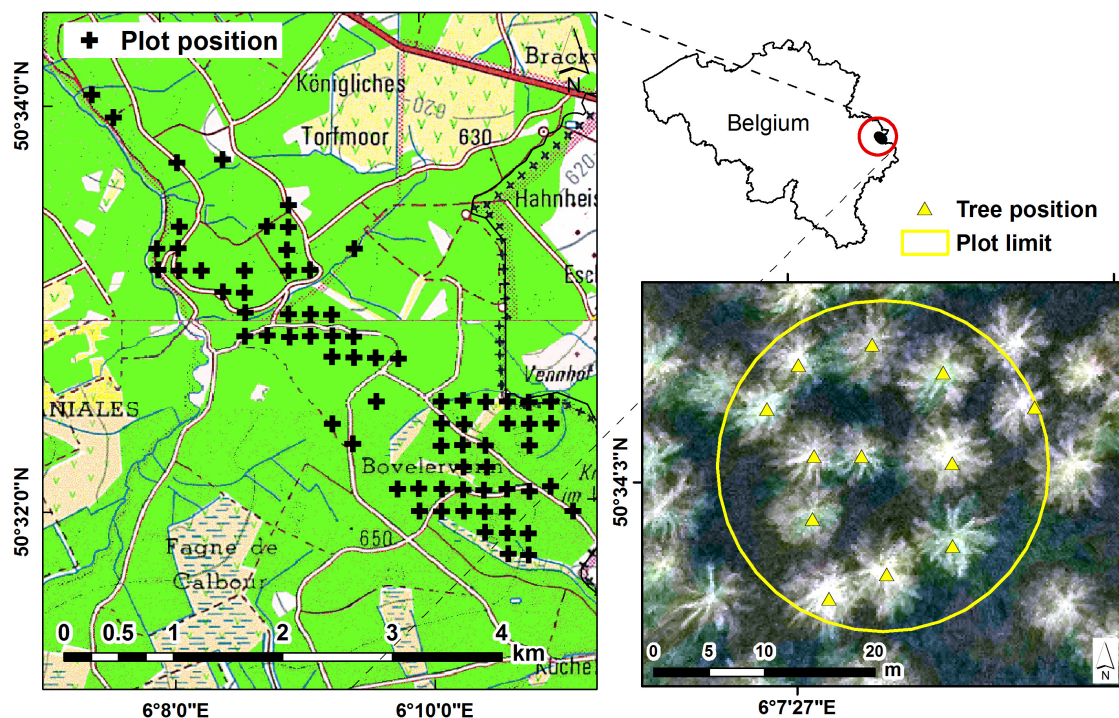 Plot position
Königliches
Torfmoor
620
630
620
Hahnheis
Esch
Vennhof
NIALES
Fagne de
Calbour
650
0 0.5 1 2 3 4
km
50°34'0"N
50°32'0"N
6°8'0"E
6°10'0"E
N
Belgium
Tree position
Plot limit
50°34'3"N
0 5 10 20
m
N
6°7'27"E